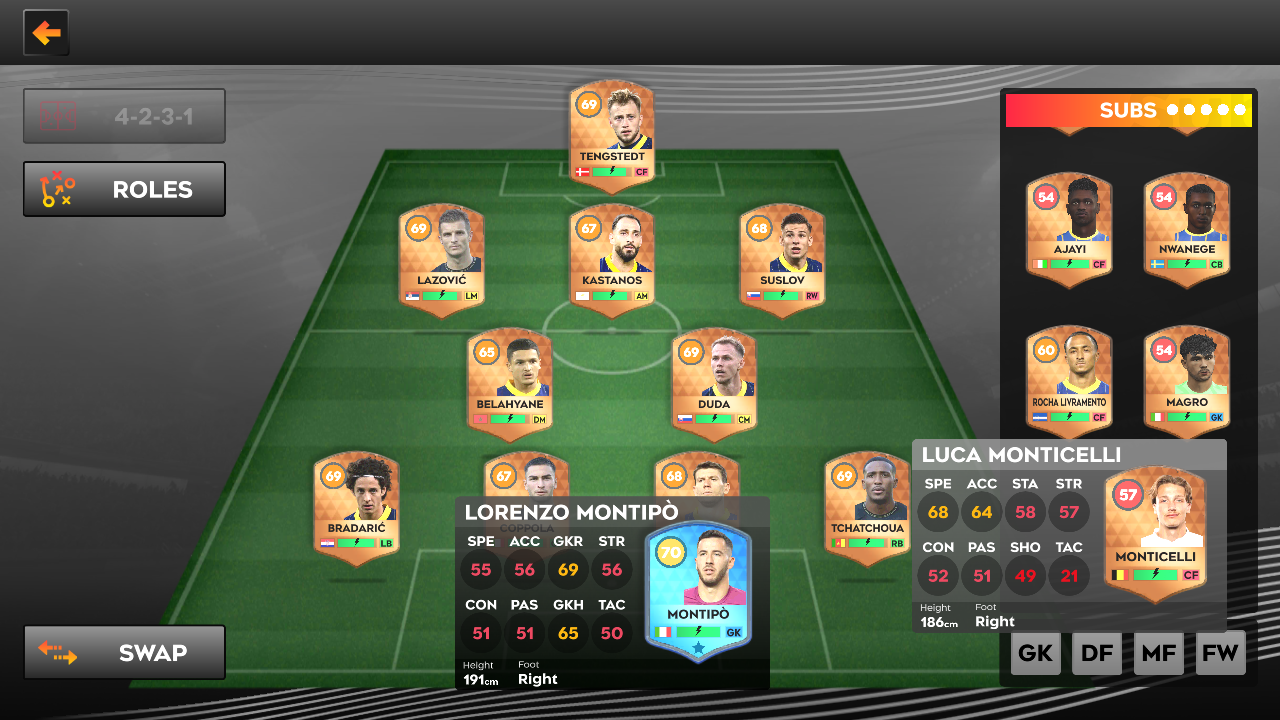 4-2-3-1
ROLES
SWAP
69
TENGSTEDT
CF
69
LAZOVIĆ
LM
67
KASTANOS
AM
68
SUSLOV
RW
65
BELAHYANE
DM
69
DUDA
CM
69
BRADARIĆ
LB
67
COPPOLA
68
69
TCHATCHOUA
RB
LORENZO MONTIPÒ
SPE ACC GKR STR
55 56 69 56
CON PAS GKH TAC
51 51 65 50
Height Foot
191cm Right
70
MONTIPÒ
GK
SUBS
54
AJAYI
CF
54
NWANEGE
CB
60
ROCHA LIVRAMENTO
CF
54
MAGRO
GK
LUCA MONTICELLI
SPE ACC STA STR
68 64 58 57
CON PAS SHO TAC
52 51 49 21
Height Foot
186cm Right
57
MONTICELLI
CF
GK DF MF FW